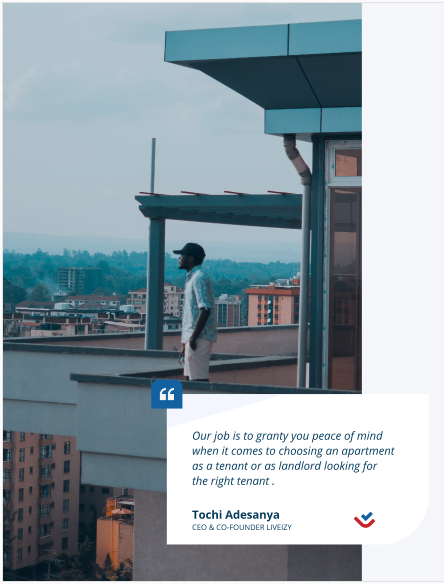 Our job is to granty you peace of mind
when it comes to choosing an apartment
as a tenant or as landlord looking for
the right tenant .
Tochi Adesanya
CEO & CO-FOUNDER LIVEIZY